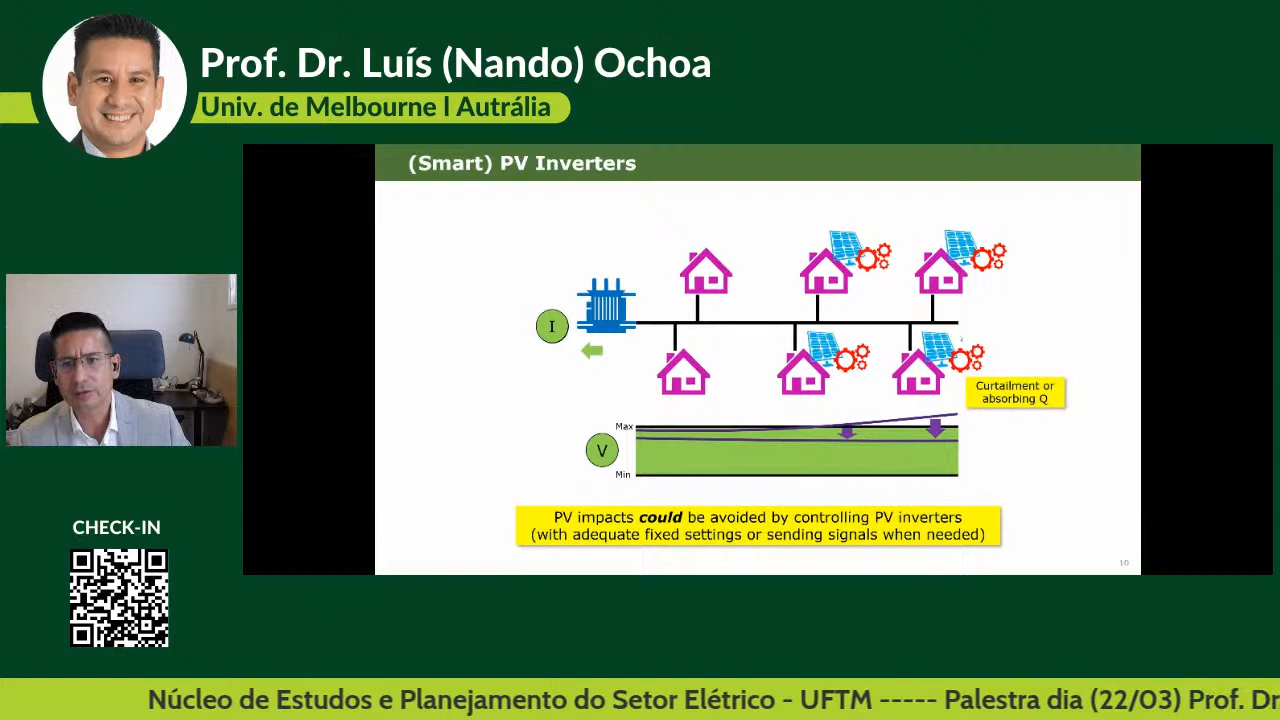 Prof. Dr. Luís (Nando) Ochoa
Univ. de Melbourne I Autrália
(Smart) PV Inverters
I
Curtailment or
absorbing Q
Max
V
Min
PV impacts could be avoided by controlling PV inverters
(with adequate fixed settings or sending signals when needed)
10
CHECK-IN
Núcleo de Estudos e Planejamento do Setor Elétrico - UFTM ----- Palestra dia (22/03) Prof. Dr